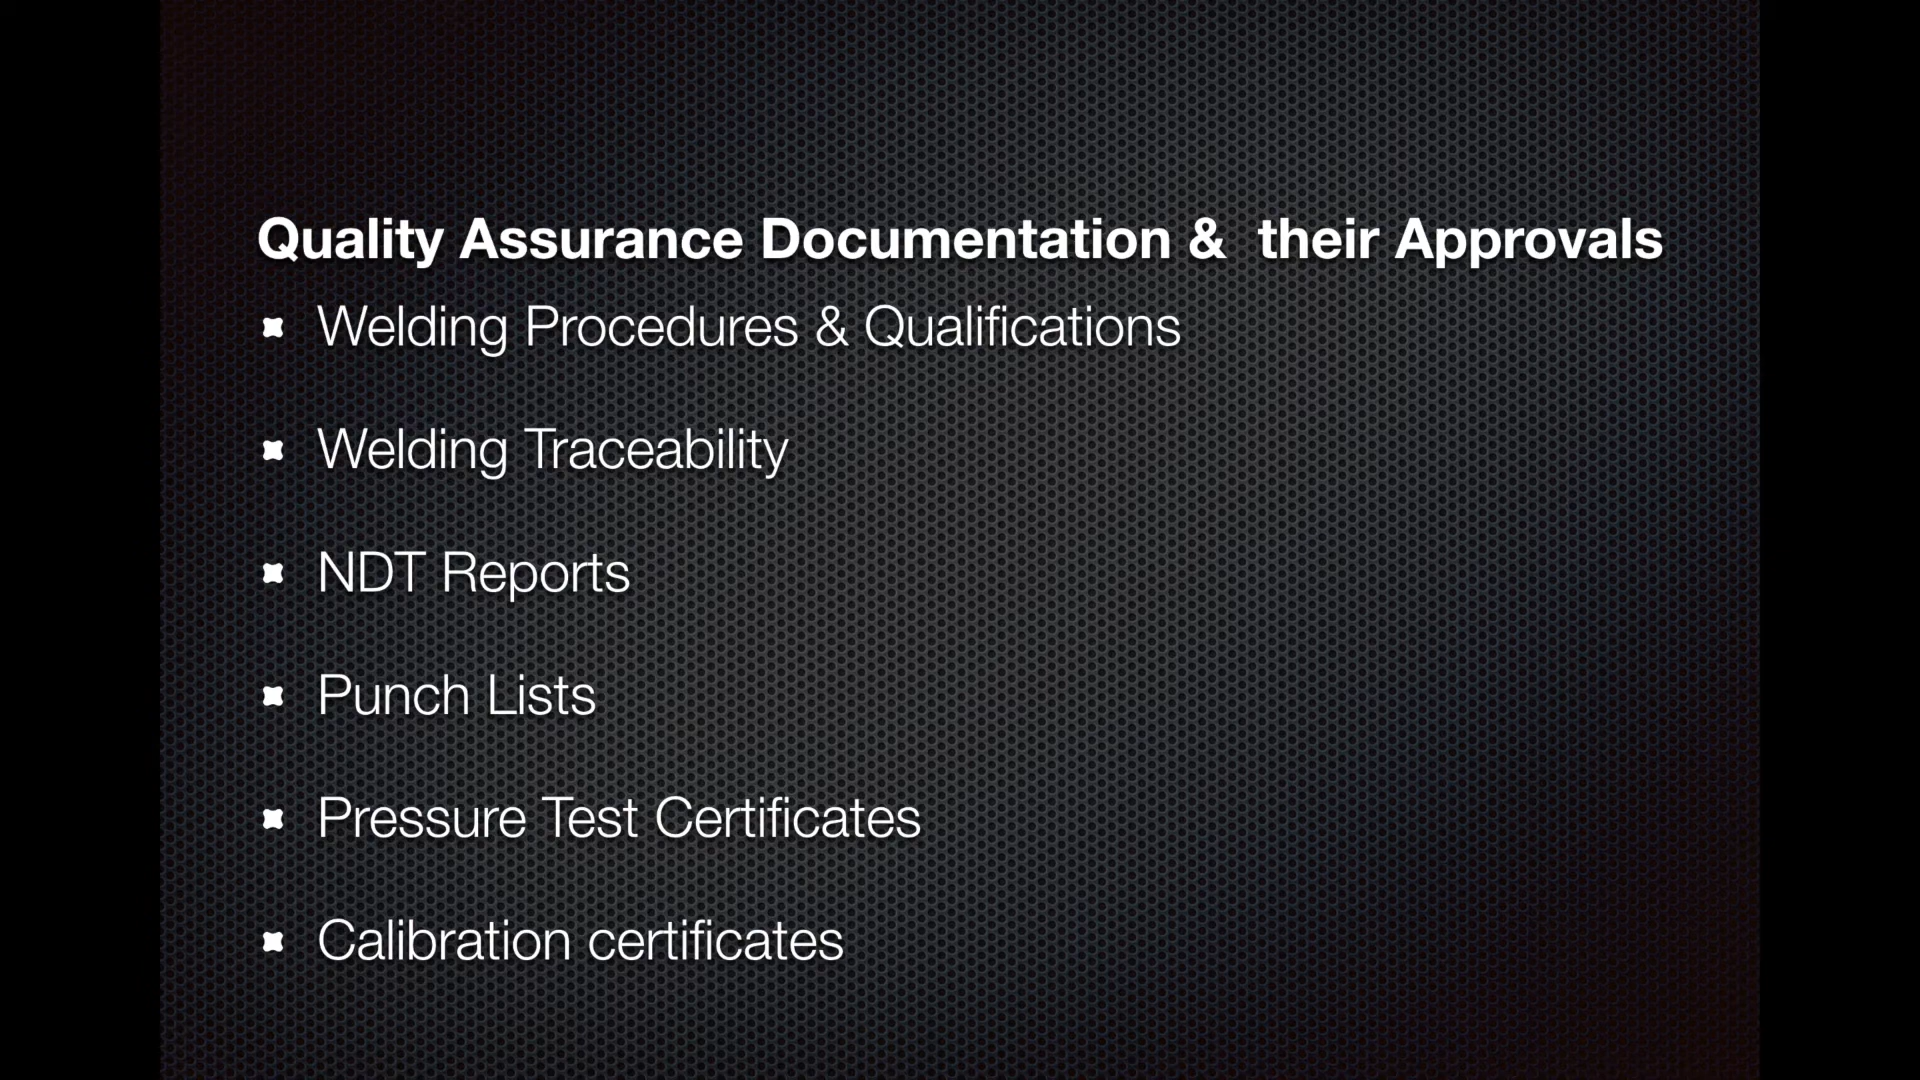 Quality Assurance Documentation &  their Approvals
Welding Procedures & Qualifications
Welding Traceability
NDT Reports
Punch Lists
Pressure Test Certificates
Calibration certificates